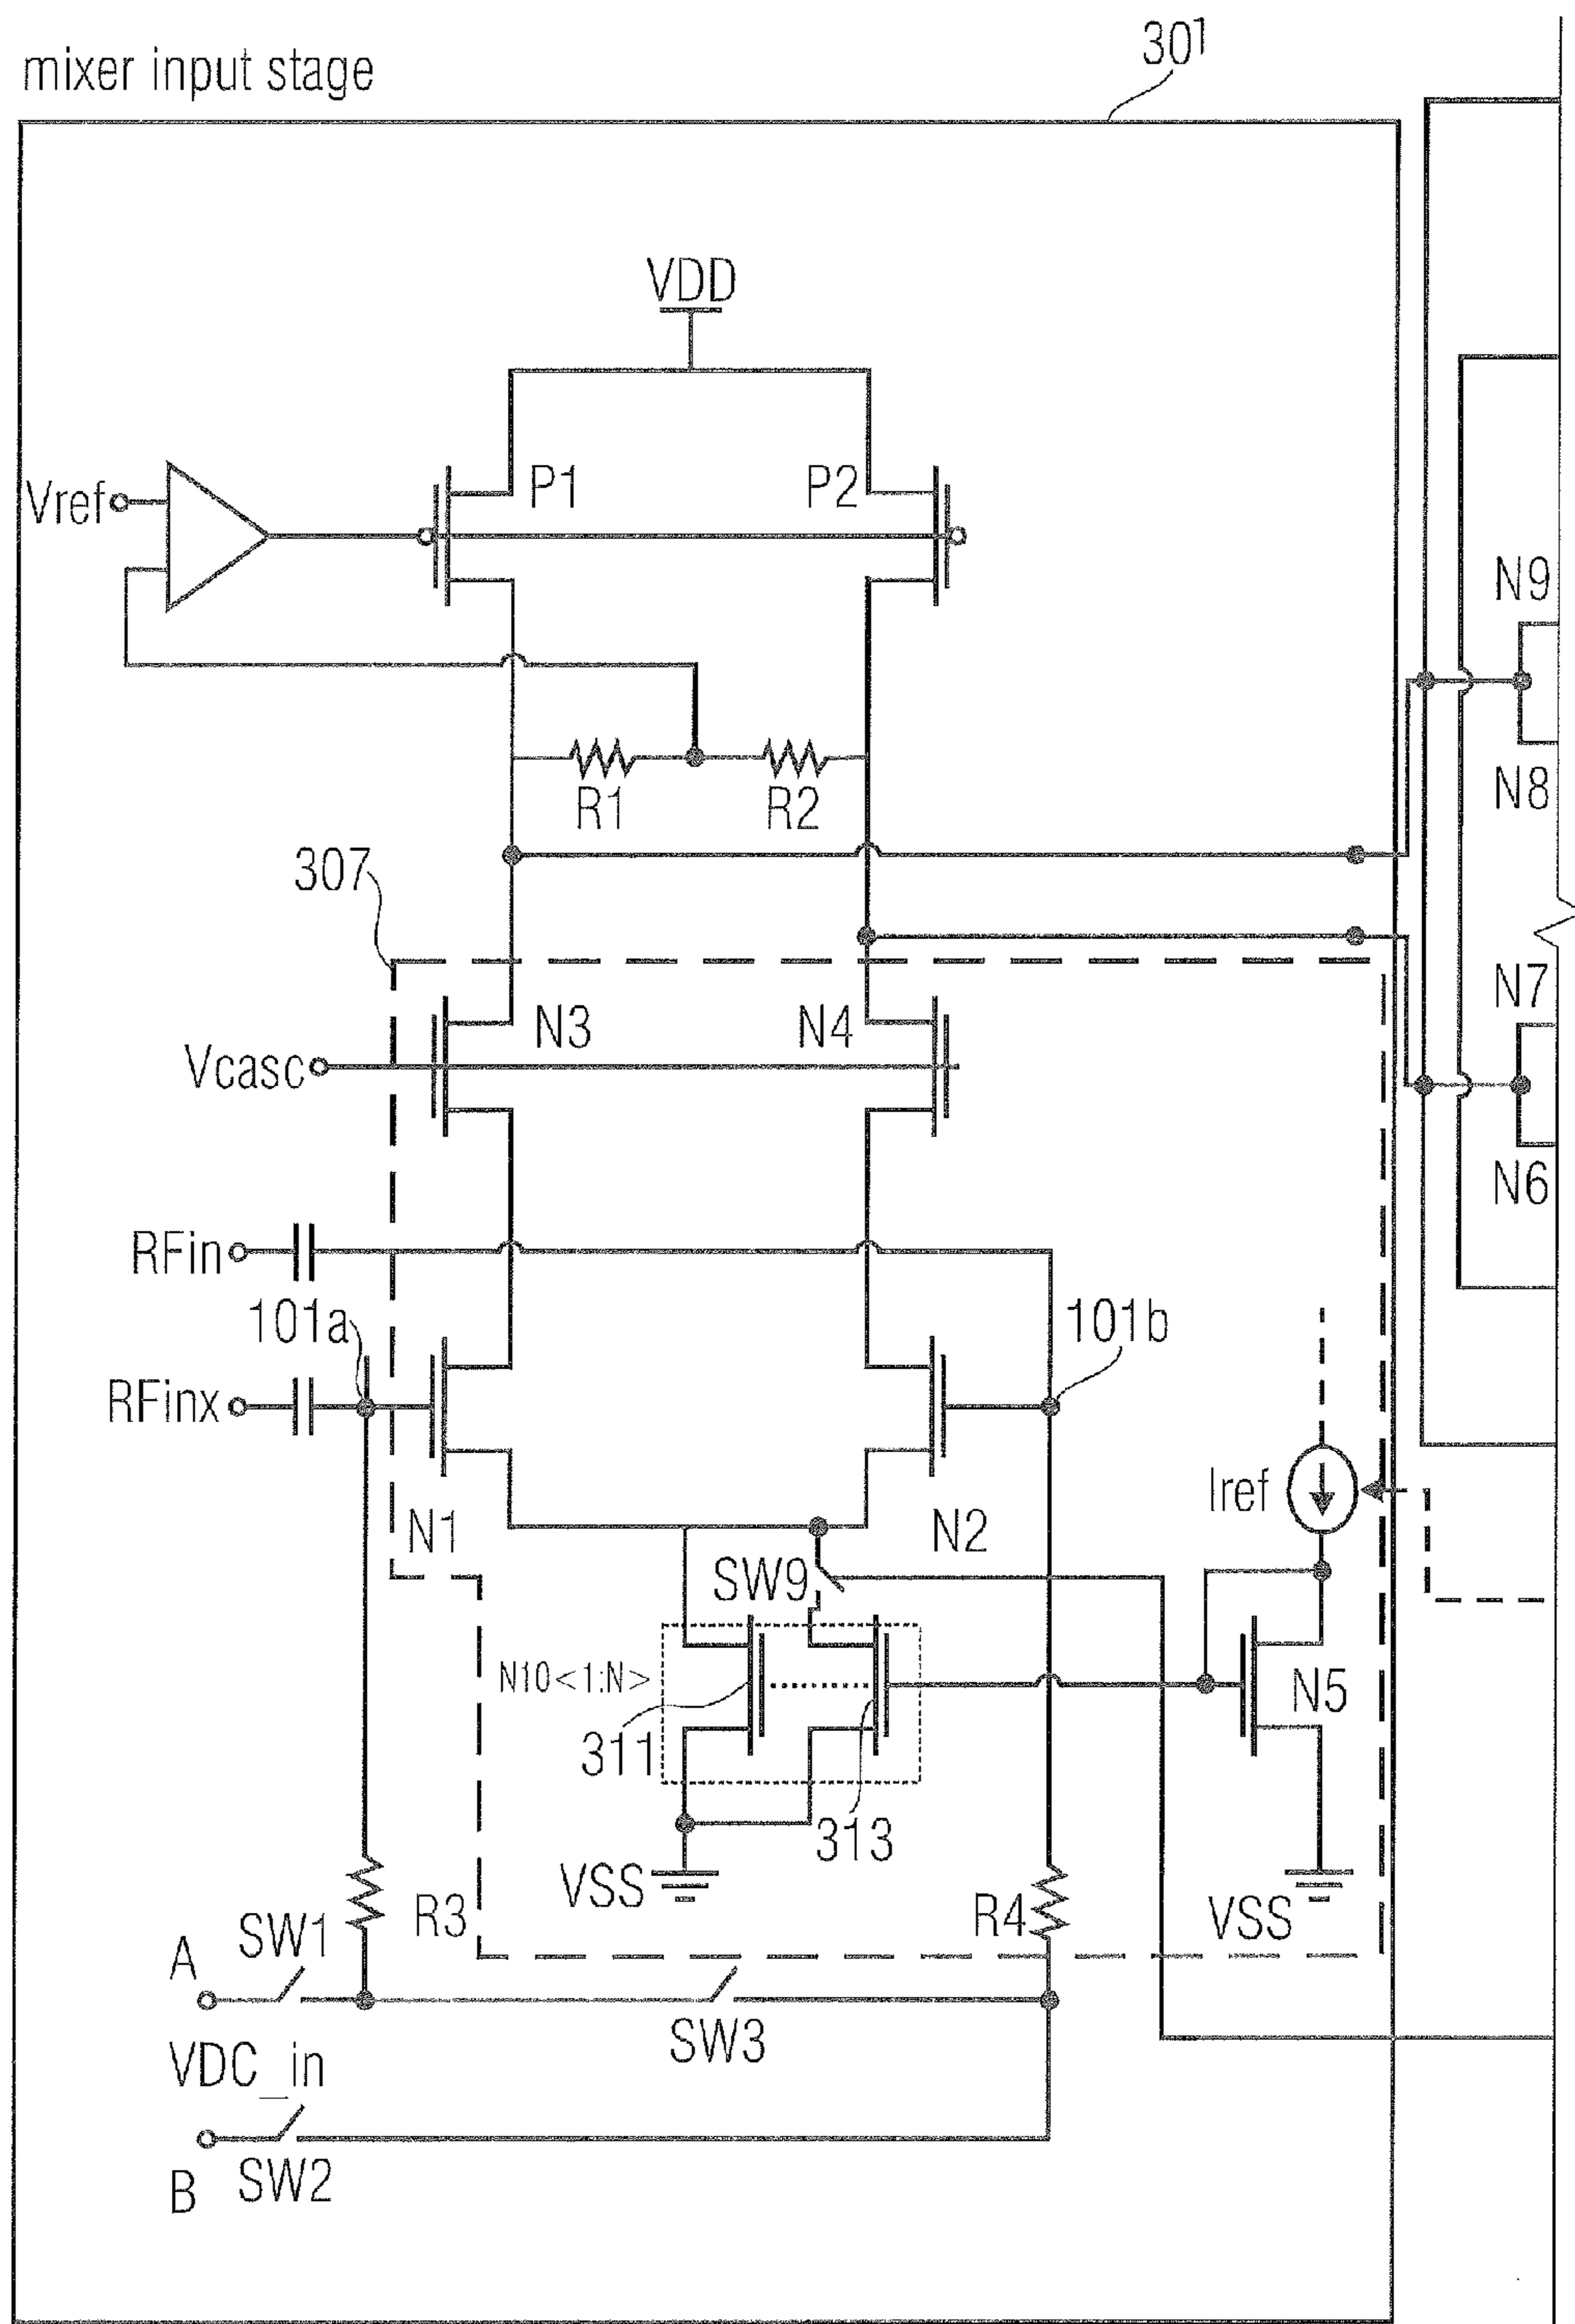 301
mixer input stage
VDD
P1
P2
Vref
N9
R1
R2
N8
307
N3
N4
N7
Vcasc
N6
RFin
101a
101b
RFinx
Iref
N1
N2
SW9
N10<1:N>
N5
311
313
VSS
R3
R4
VSS
A
SW1
SW3
VDC_in
B
SW2